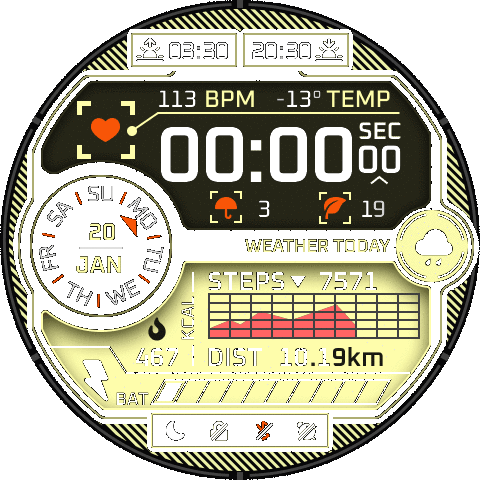 03:30 20:30
113 BPM -13° TEMP
00:00 SEC 00
3 19
SU MO TU WE TH FR SA
20 JAN
WEATHER TODAY
STEPS 7571
KCAL
467 DIST 10.19km
BAT